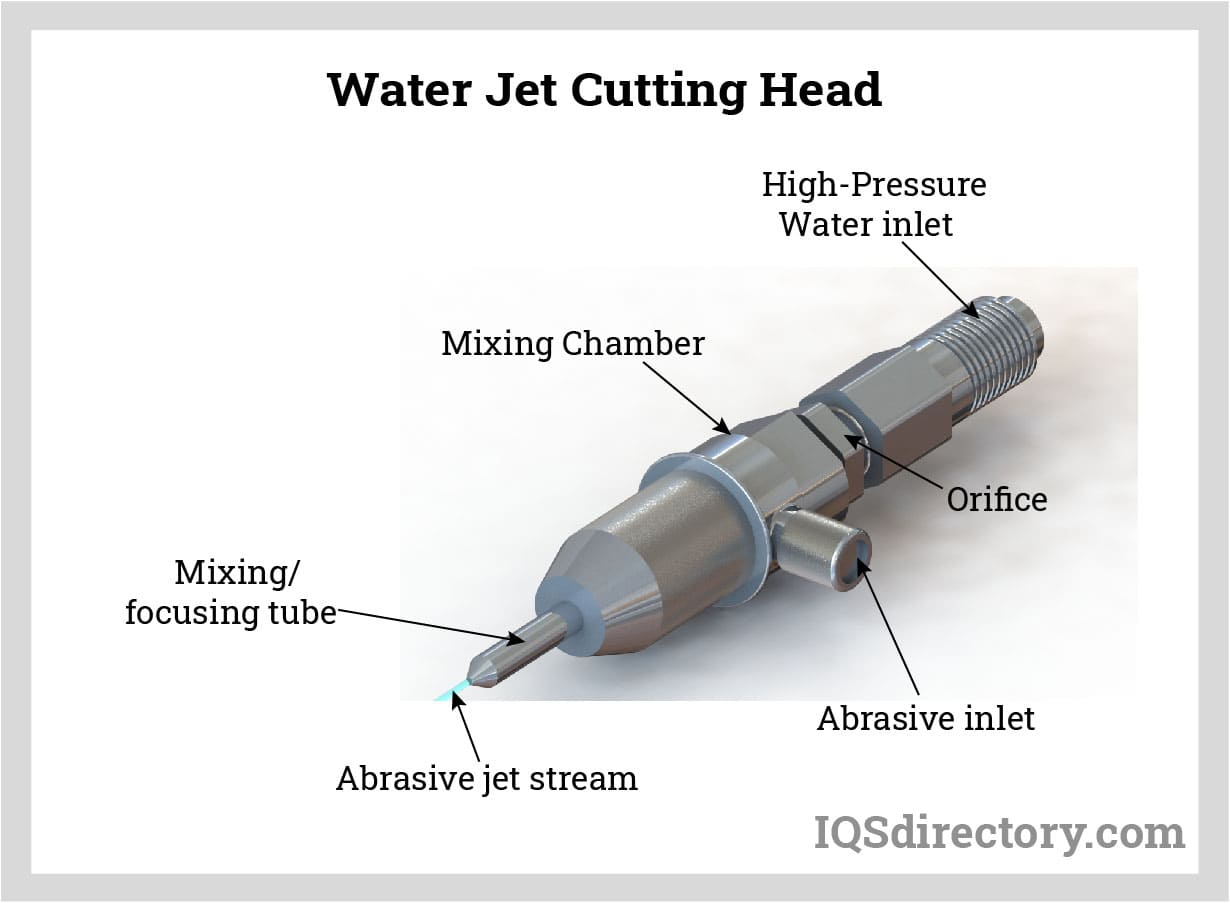 Water Jet Cutting Head
High-Pressure
Water inlet
Mixing Chamber
Orifice
Mixing/
focusing tube
Abrasive inlet
Abrasive jet stream
IQSdirectory.com